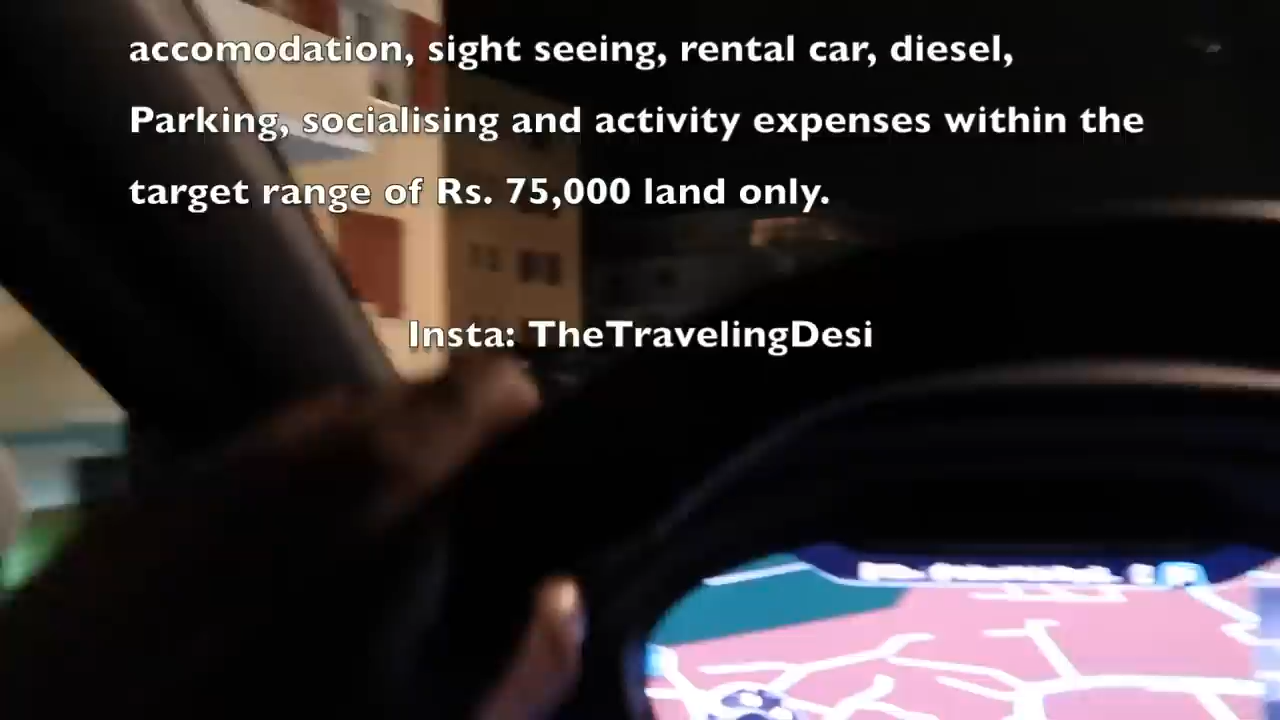 accomodation, sight seeing, rental car, diesel,
Parking, socialising and activity expenses within the
target range of Rs. 75,000 land only.
Insta: TheTravelingDesi